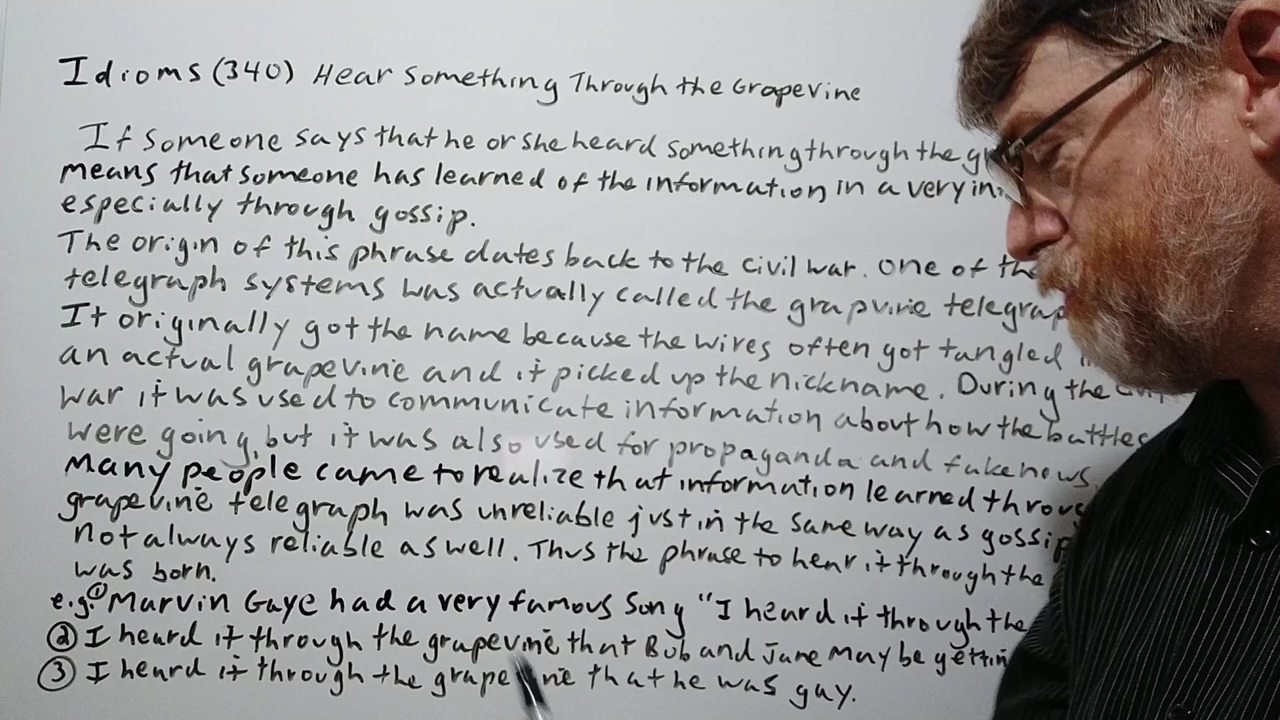 Idioms (340) Hear Something Through the Grapevine
If someone says that he or she heard something through the
means that someone has learned of the information in a very
especially through gossip.
The origin of this phrase dates back to the civil war. One of the
telegraph systems was actually called the grapvine
It originally got the name because the wires often got tangled
an actual grapevine and it picked up the nickname. During the
war it was used to communicate information about how the battles
were going, but it was also used for propaganda and fake news
Many people came to realize that information learned
grapevine telegraph was unreliable just in the same way as gossip
not always reliable as well. Thus the phrase to hear it through the
was born.
e.g. ① Marvin Gaye had a very famous song "I heard it through the
② I heard it through the grapevine that Bob and Jane may be
③ I heard it through the grapevine that he was gay.